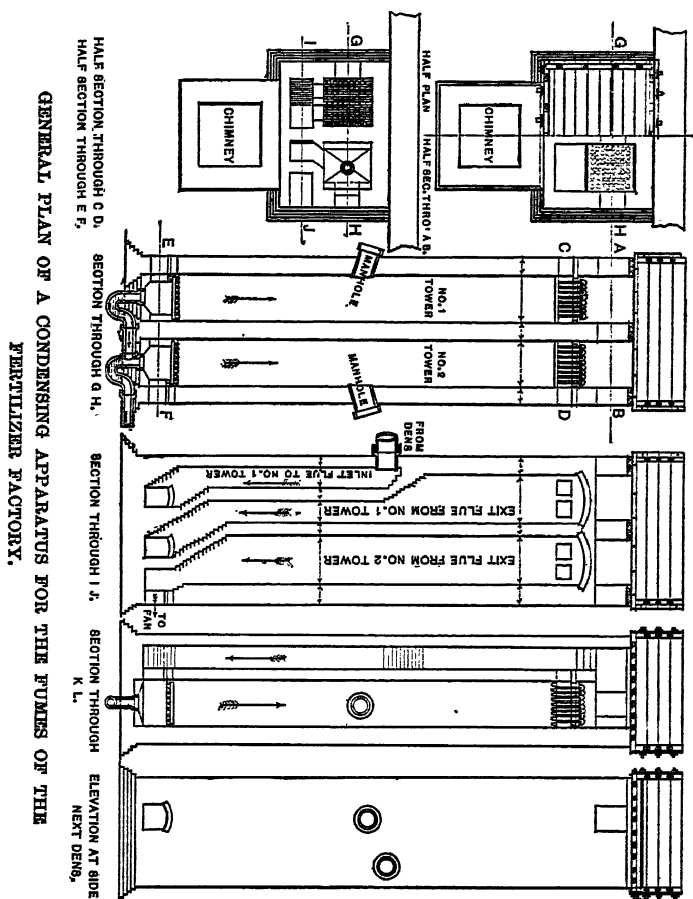 G
H
HALF PLAN
HALF SEC. THRO' A B.
CHIMNEY
G
H
I
J
CHIMNEY
HALF SECTION THROUGH C D.
HALF SECTION THROUGH E F.
A
B
C
D
NO. 1
TOWER
NO. 2
TOWER
MANHOLE
MANHOLE
E
F
SECTION THROUGH G H.
FROM
DENS
INLET FLUE TO NO. 1 TOWER
EXIT FLUE FROM NO. 1 TOWER
EXIT FLUE FROM NO. 2 TOWER
TO
FAN
SECTION THROUGH I J.
SECTION THROUGH
K L.
ELEVATION AT SIDE
NEXT DENS,
GENERAL PLAN OF A CONDENSING APPARATUS FOR THE FUMES OF THE
FERTILIZER FACTORY.